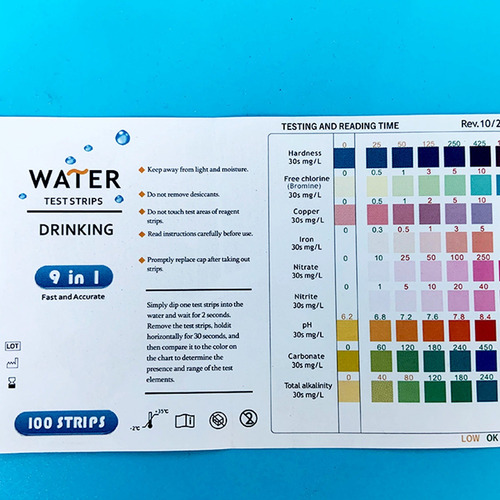 WATER
TEST STRIPS
DRINKING
9 in 1
Fast and Accurate
LOT
100 STRIPS
Keep away from light and moisture.
Do not remove desiccants.
Do not touch test areas of reagent
strips.
Read instructions carefully before use.
Promptly replace cap after taking out
strips.
Simply dip one test strips into the
water and wait for 2 seconds.
Remove the test strips, holdit
horizontally for 30 seconds, and
then compare it to the color on
the chart to determine the
presence and range of the test
elements.
-2°C
35°C
TESTING AND READING TIME
Rev.10/2
0 25 50 125 250 425
Hardness
30s mg/L
0 0.5 1 3 5 10
Free chlorine
(Bromine)
30s mg/L
0 0.5 1 2 5 10
Copper
30s mg/L
0 0.3 0.5 1 3 5
Iron
30s mg/L
0 10 25 50 100 250
Nitrate
30s mg/L
0 1 5 10 20 40
Nitrite
30s mg/L
6.2 6.8 7.2 7.6 7.8 8.4
pH
30s mg/L
0 60 120 180 240 450
Carbonate
30s mg/L
0 40 80 120 180 240
Total alkalinity
30s mg/L
LOW OK